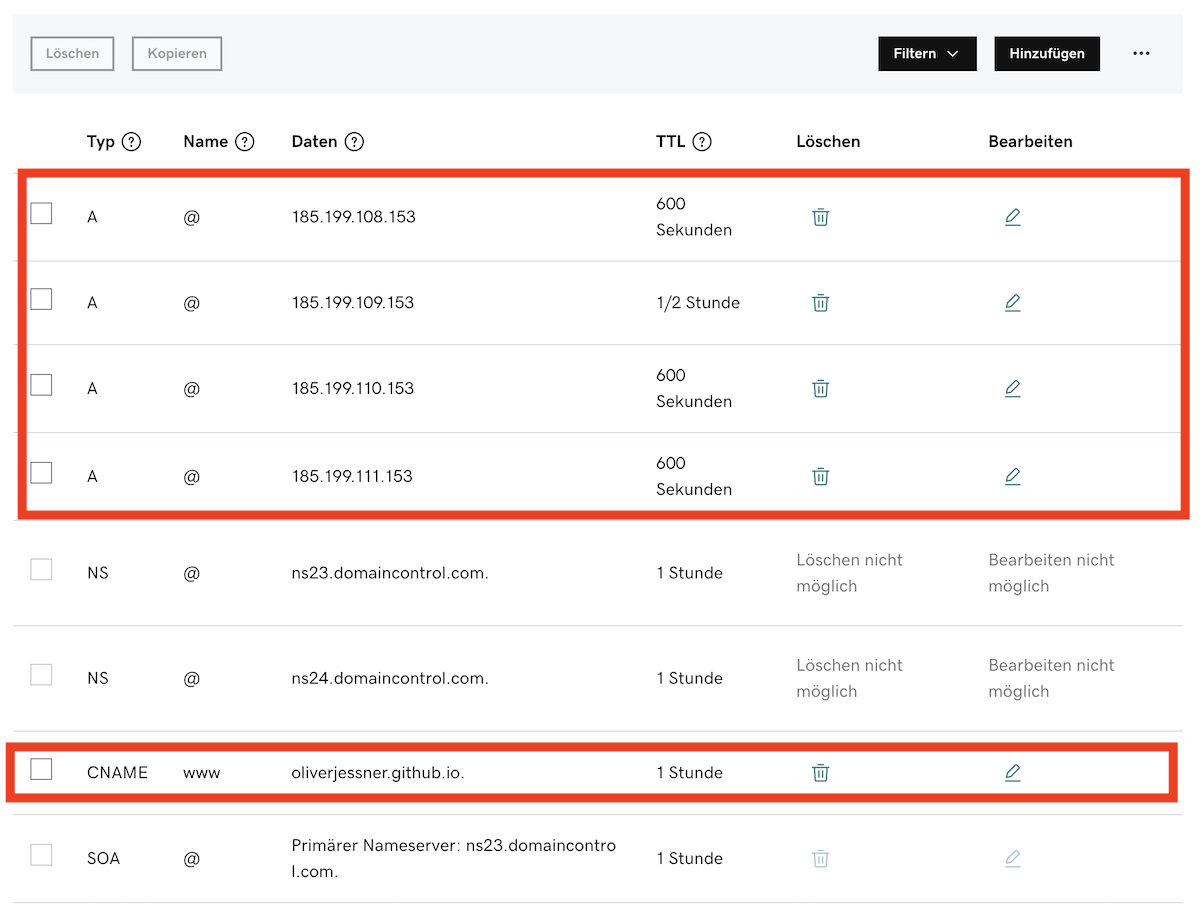 Löschen Kopieren Filtern Hinzufügen
Typ Name Daten TTL Löschen Bearbeiten
A @ 185.199.108.153 600
Sekunden
A @ 185.199.109.153 1/2 Stunde
A @ 185.199.110.153 600
Sekunden
A @ 185.199.111.153 600
Sekunden
NS @ ns23.domaincontrol.com. 1 Stunde Löschen nicht
möglich Bearbeiten nicht
möglich
NS @ ns24.domaincontrol.com. 1 Stunde Löschen nicht
möglich Bearbeiten nicht
möglich
CNAME www oliverjessner.github.io. 1 Stunde
SOA @ Primärer Nameserver: ns23.domaincontro
l.com. 1 Stunde